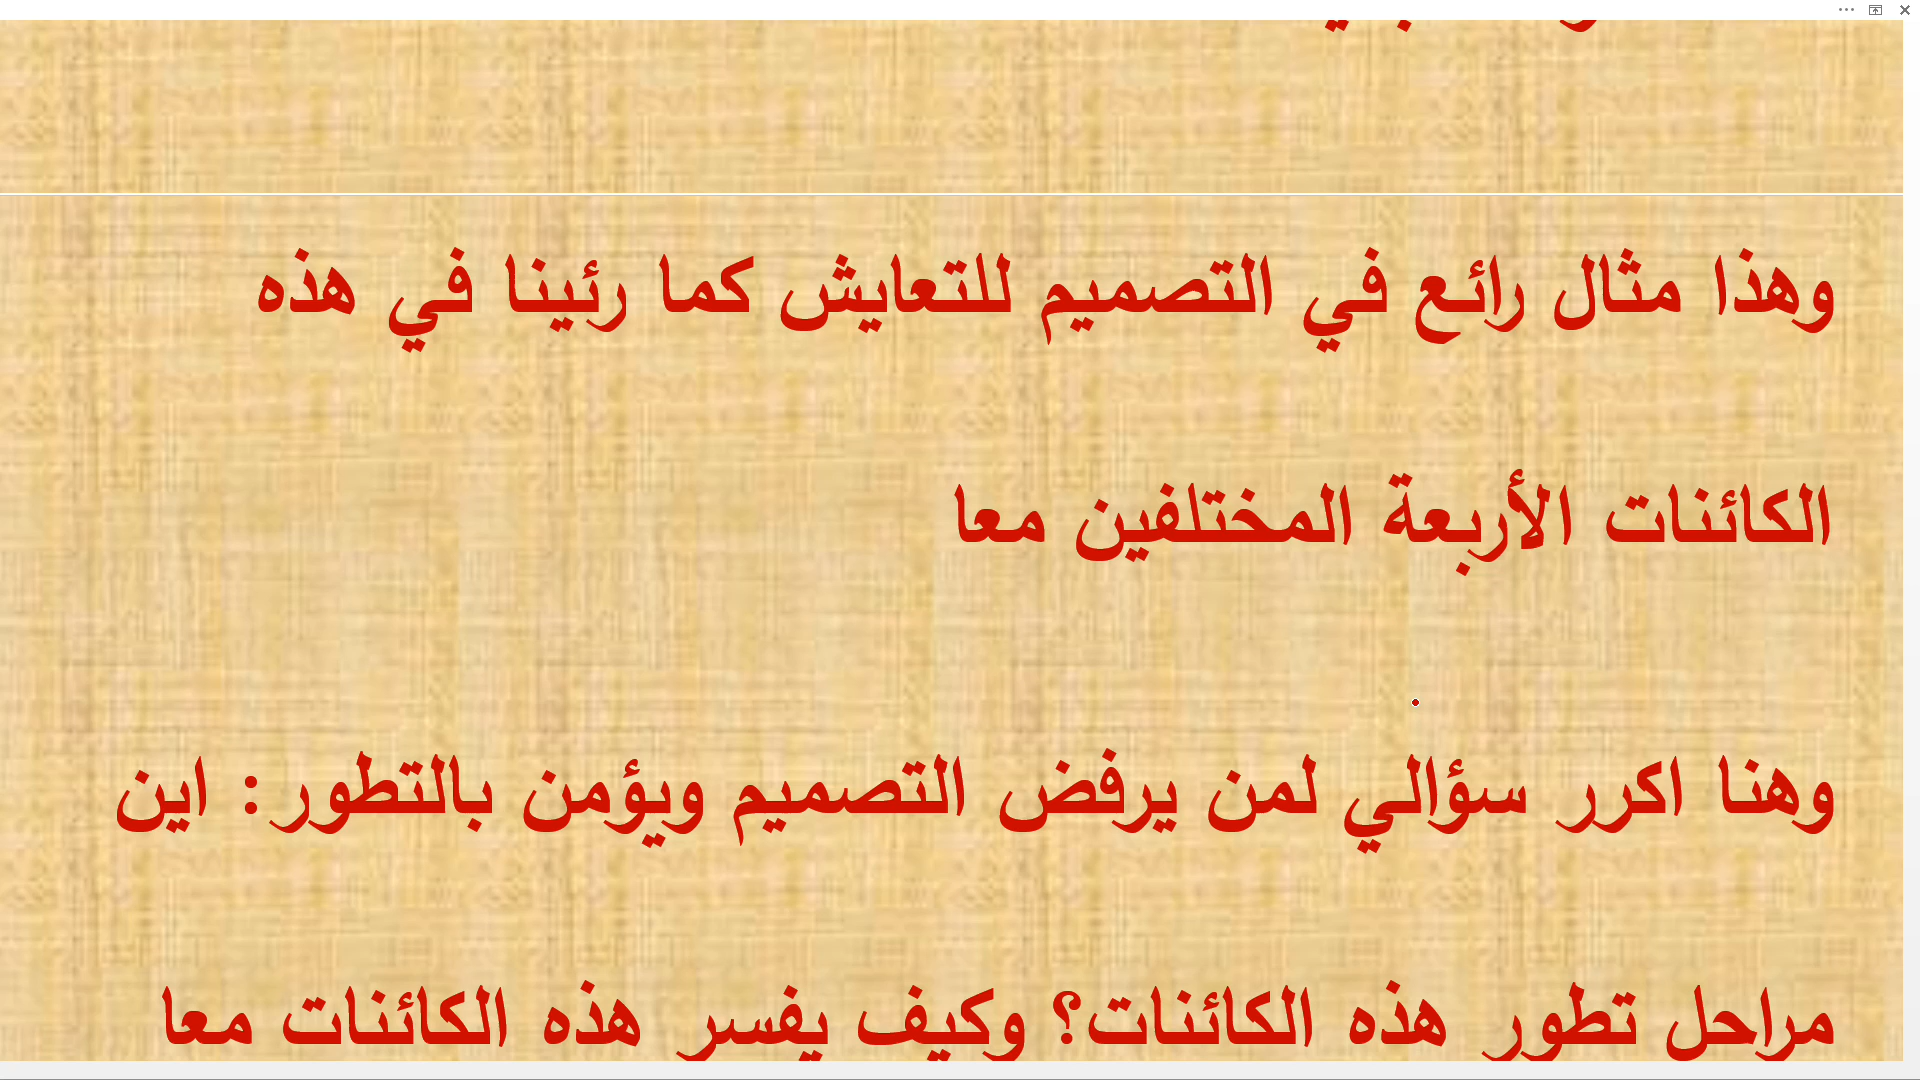 وهذا مثال رائع في التصميم للتعايش كما رئينا في هذه
الكائنات الأربعة المختلفين معا
وهنا اكرر سؤالي لمن يرفض التصميم ويؤمن بالتطور: اين
مراحل تطور هذه الكائنات؟ وكيف يفسر هذه الكائنات معا